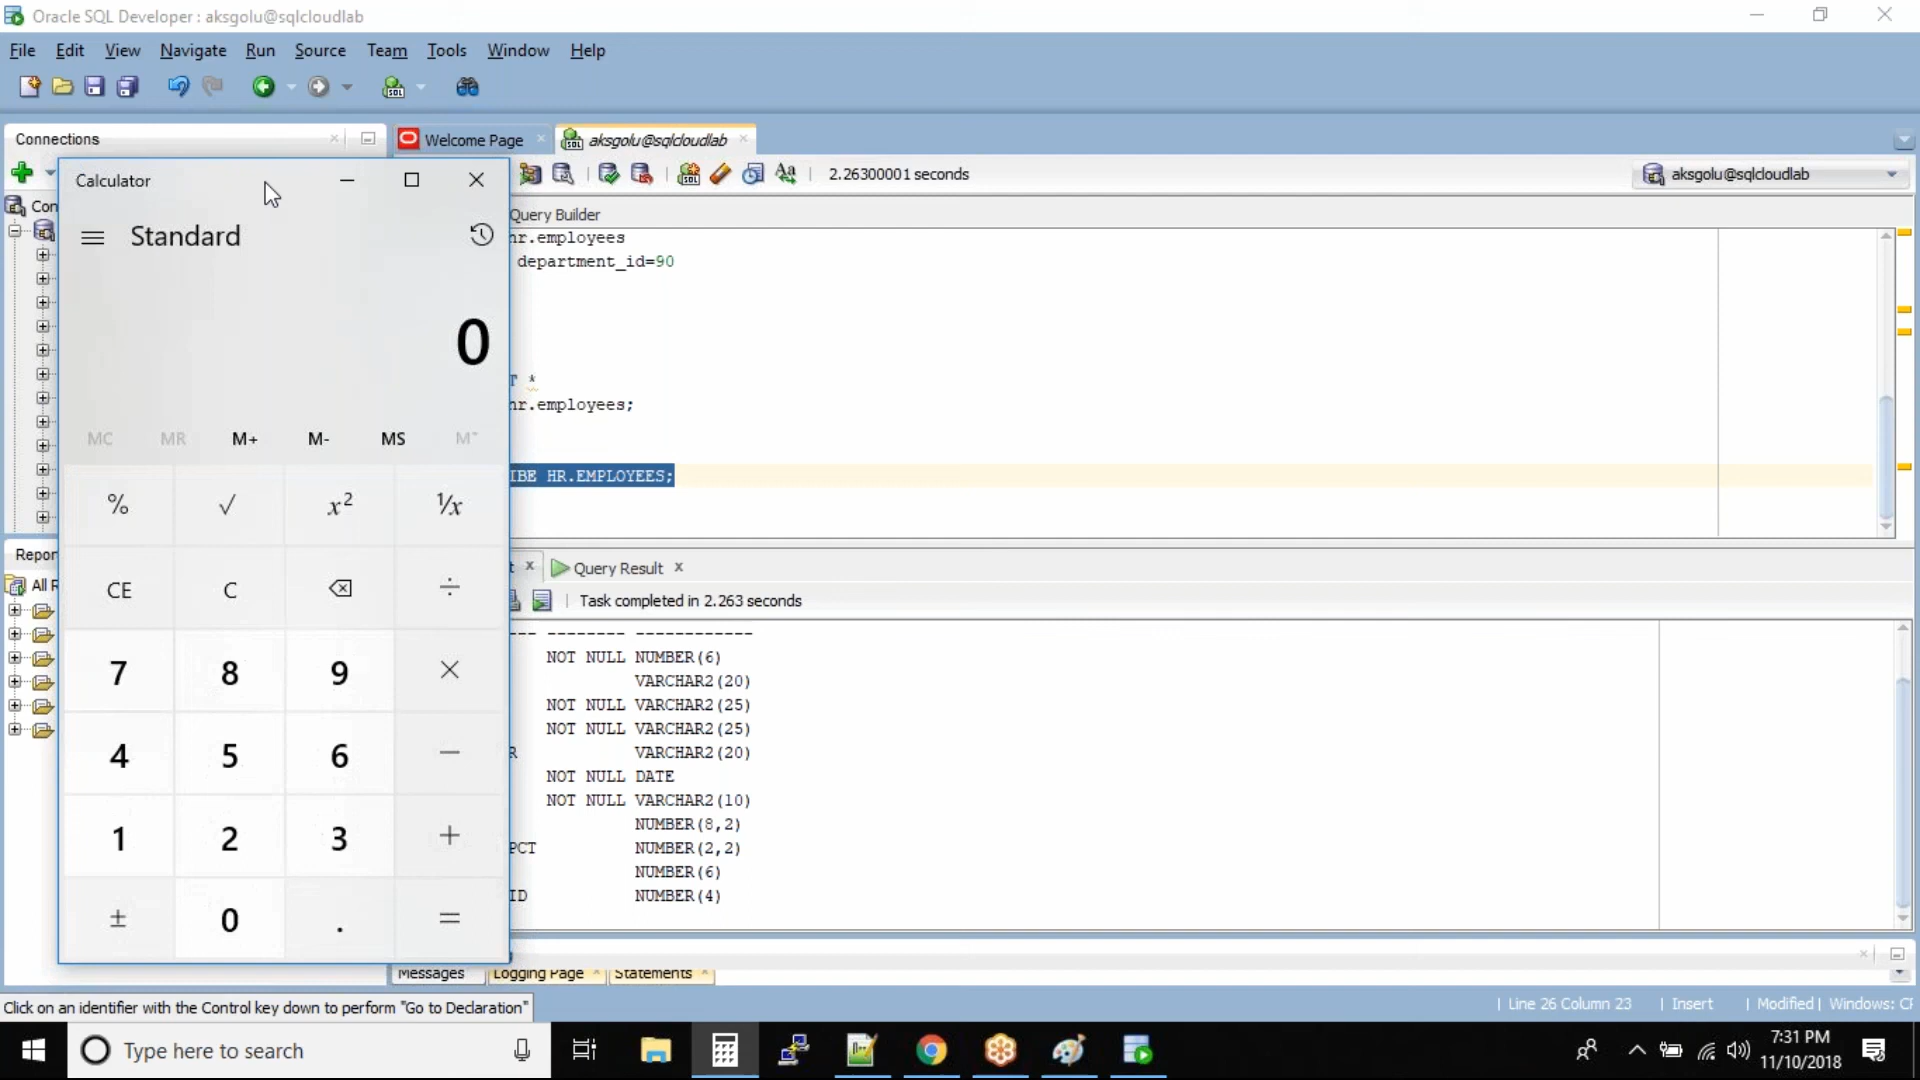 Oracle SQL Developer : aksgolu@sqlcloudlab
File Edit View Navigate Run Source Team Tools Window Help
Connections
Welcome Page
aksgolu@sqlcloudlab
2.26300001 seconds
aksgolu@sqlcloudlab
Calculator
Con
Standard
Query Builder
hr.employees
department_id=90
0
T *
hr.employees;
MC MR M+ M- MS M
IBE HR.EMPLOYEES;
% √ x² ¹/x
Repor
Query Result
All R
Task completed in 2.263 seconds
CE C ÷
--- -------- ------------
NOT NULL NUMBER(6)
7 8 9 ×
VARCHAR2(20)
NOT NULL VARCHAR2(25)
NOT NULL VARCHAR2(25)
4 5 6 −
R VARCHAR2(20)
NOT NULL DATE
NOT NULL VARCHAR2(10)
1 2 3 +
NUMBER(8,2)
PCT NUMBER(2,2)
NUMBER(6)
ID NUMBER(4)
± 0 . =
Messages Logging Page Statements
Click on an identifier with the Control key down to perform "Go to Declaration"
| Line 26 Column 23 | Insert | Modified | Windows: CF
Type here to search
7:31 PM
11/10/2018